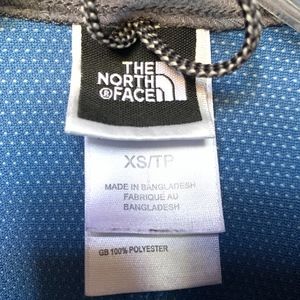 THE
NORTH
® FACE
XS/TP
MADE IN BANGLADESH
FABRIQUE AU
BANGLADESH
GB 100% POLYESTER